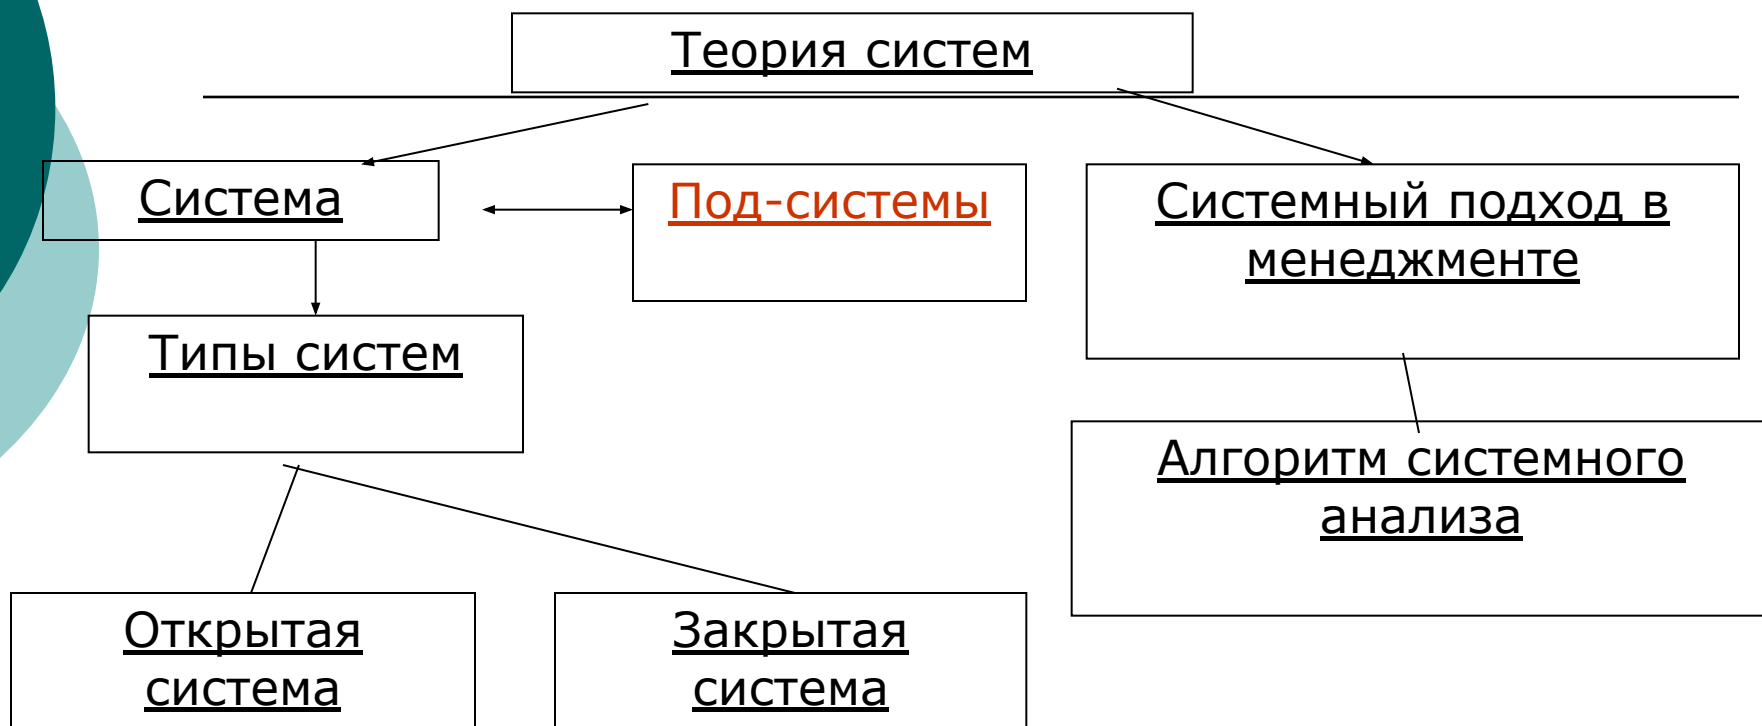 Теория систем
Система
Под-системы
Системный подход в
менеджменте
Типы систем
Алгоритм системного
анализа
Открытая
система
Закрытая
система